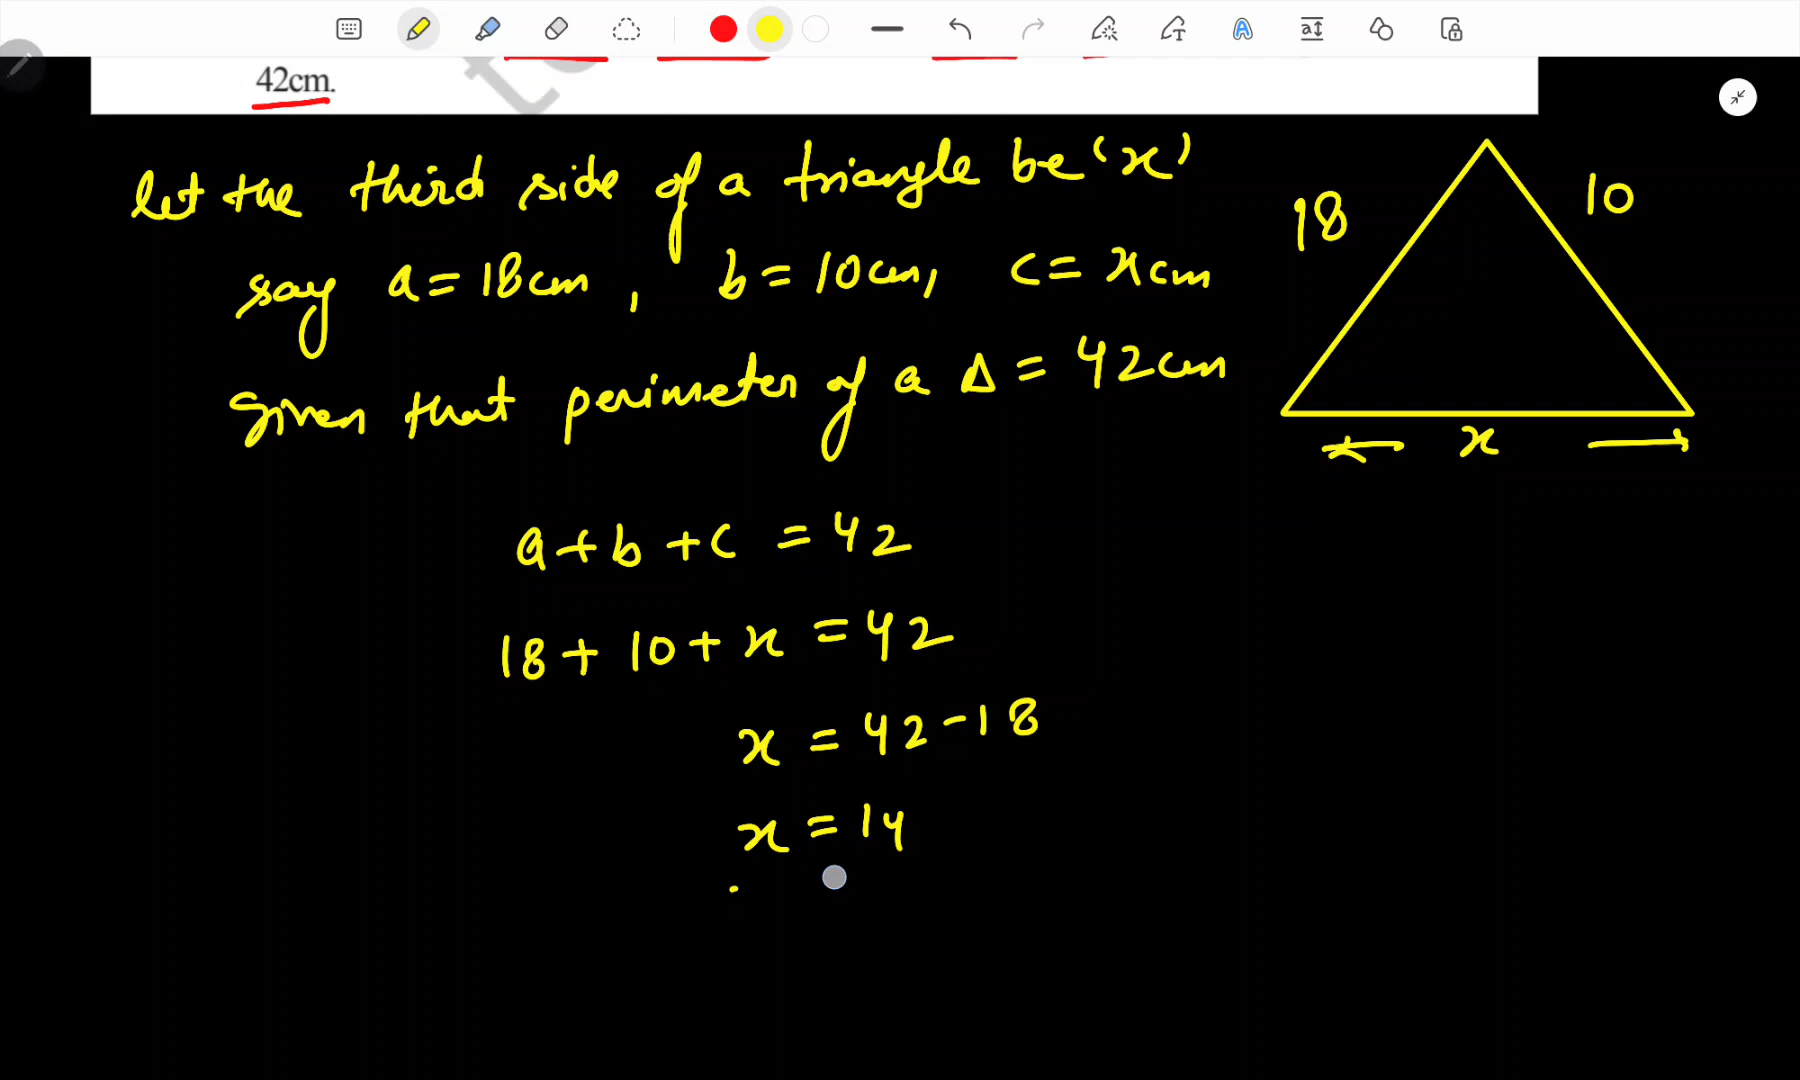 42cm.
let the third side of a triangle be 'x'
say a = 18cm, b = 10cm, c = xcm
Given that perimeter of a Δ = 42cm
a + b + c = 42
18 + 10 + x = 42
x = 42 - 18
x = 14
18
10
x